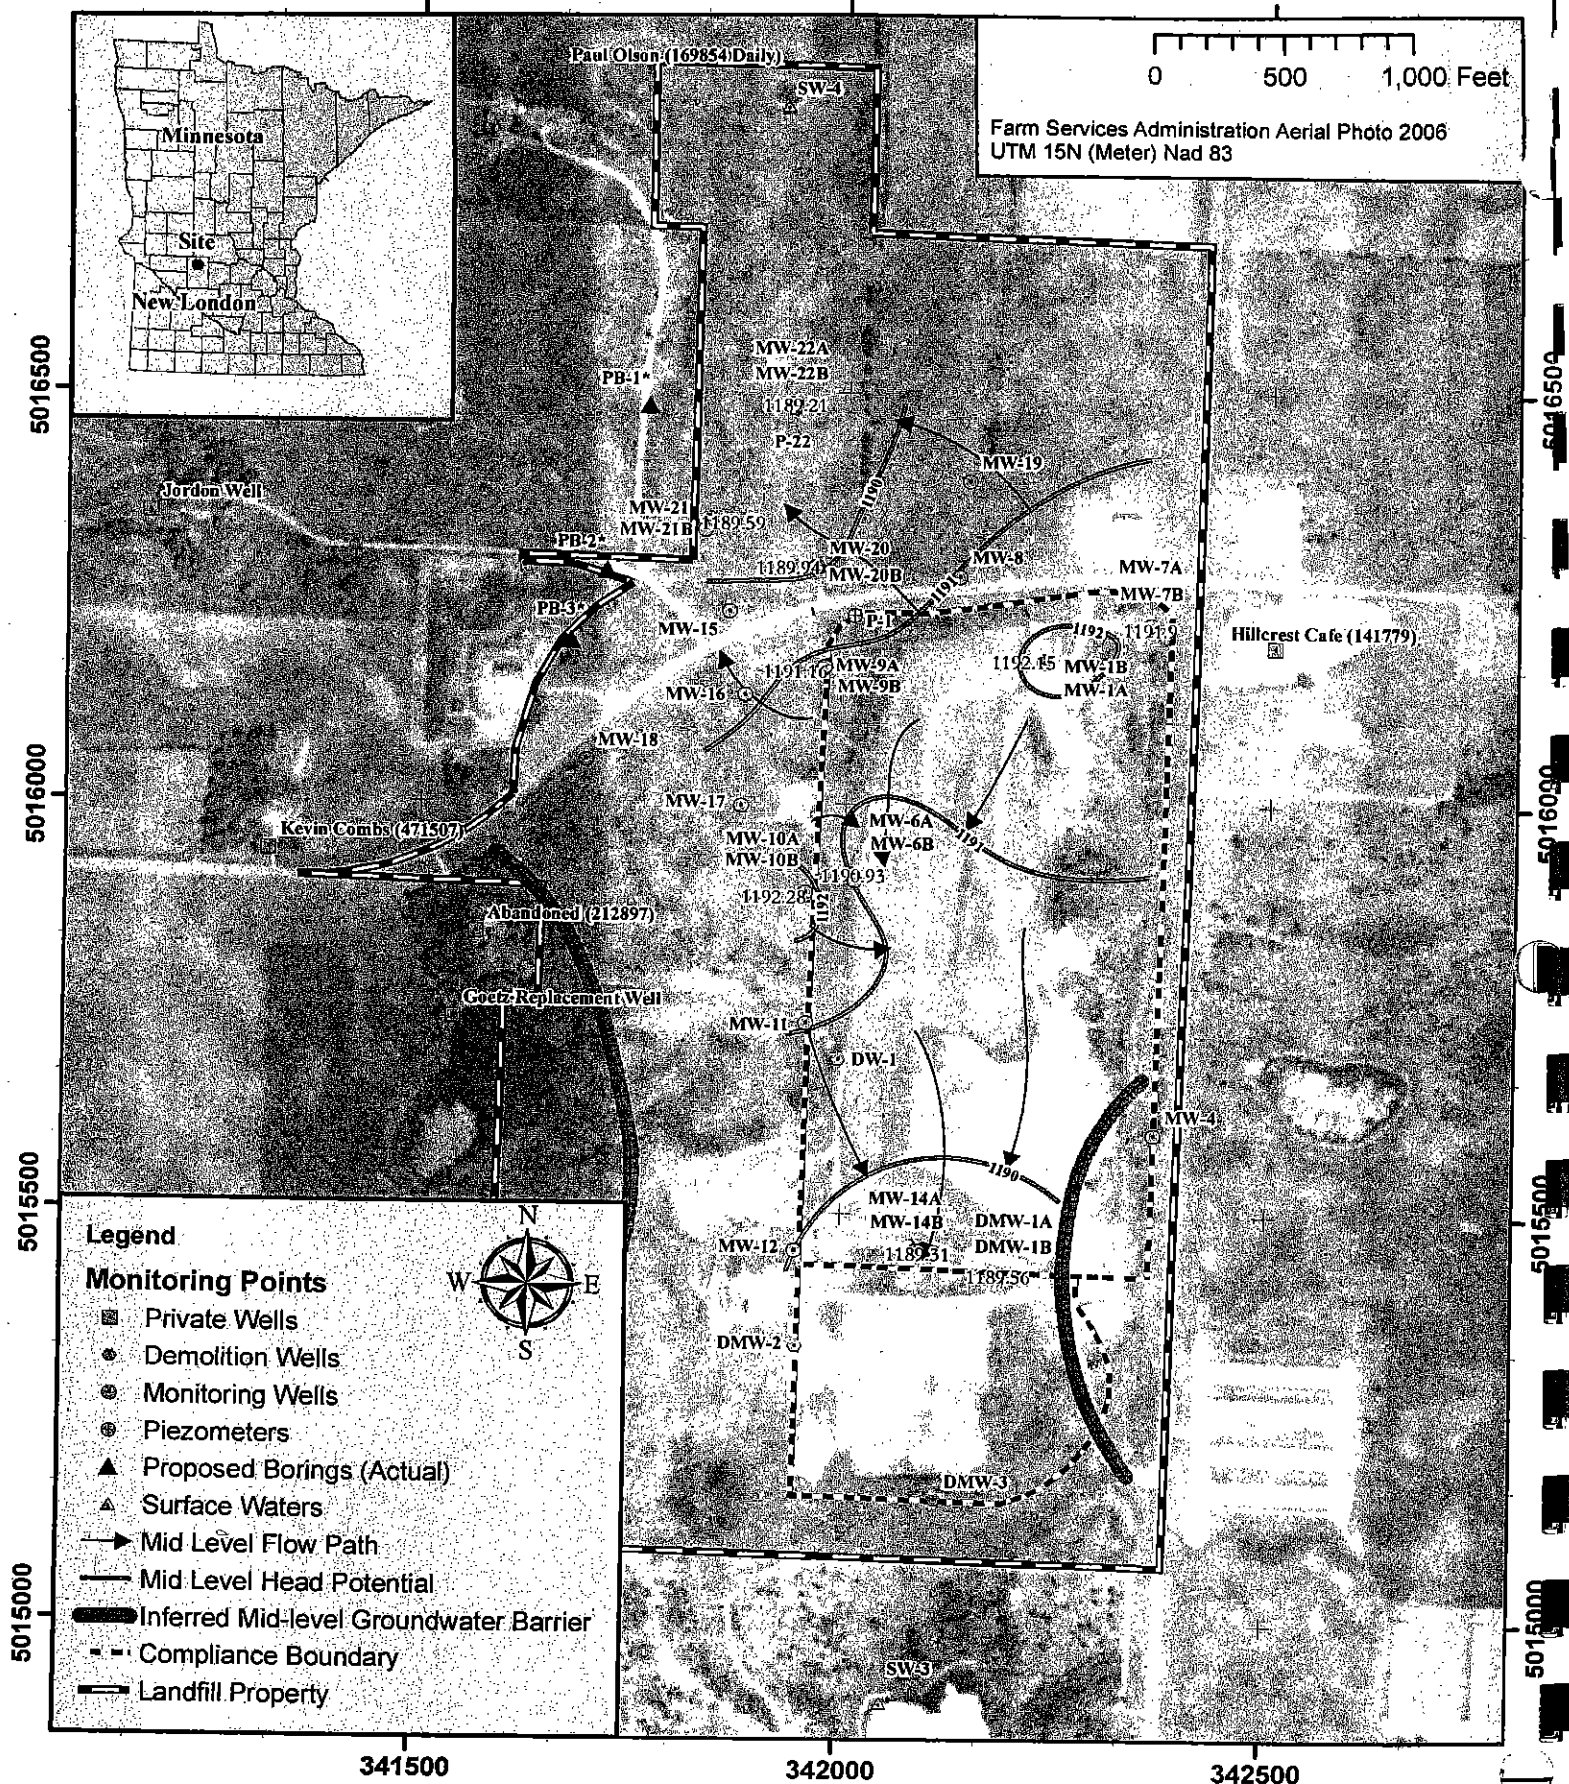 Minnesota
Site
New London
0 500 1,000 Feet
Farm Services Administration Aerial Photo 2006
UTM 15N (Meter) Nad 83
Paul Olson (169854 Daily)
SW-4
MW-22A
MW-22B
1189.21
P-22
PB-1*
MW-19
1190
Jordon Well
MW-21
MW-21B
1189.59
PB-2*
MW-20
1189.94
MW-20B
MW-8
MW-7A
MW-7B
1191
PB-3*
P-1
MW-15
1192
1191.9
Hillcrest Cafe (141779)
1191.16
MW-9A
MW-9B
1192.15
MW-1B
MW-1A
MW-16
MW-18
MW-17
Kevin Combs (471507)
MW-10A
MW-10B
MW-6A
MW-6B
1191
1190.93
1192.28
1192
Abandoned (212897)
Goetz Replacement Well
MW-11
DW-1
MW-4
1190
MW-14A
MW-14B
DMW-1A
DMW-1B
MW-12
1189.31
1189.56
DMW-2
DMW-3
SW-3
Legend
N
W E
S
Monitoring Points
Private Wells
Demolition Wells
Monitoring Wells
Piezometers
Proposed Borings (Actual)
Surface Waters
Mid Level Flow Path
Mid Level Head Potential
Inferred Mid-level Groundwater Barrier
Compliance Boundary
Landfill Property
5016500
5016000
5015500
5015000
5016500
5016000
5015500
5015000
341500
342000
342500